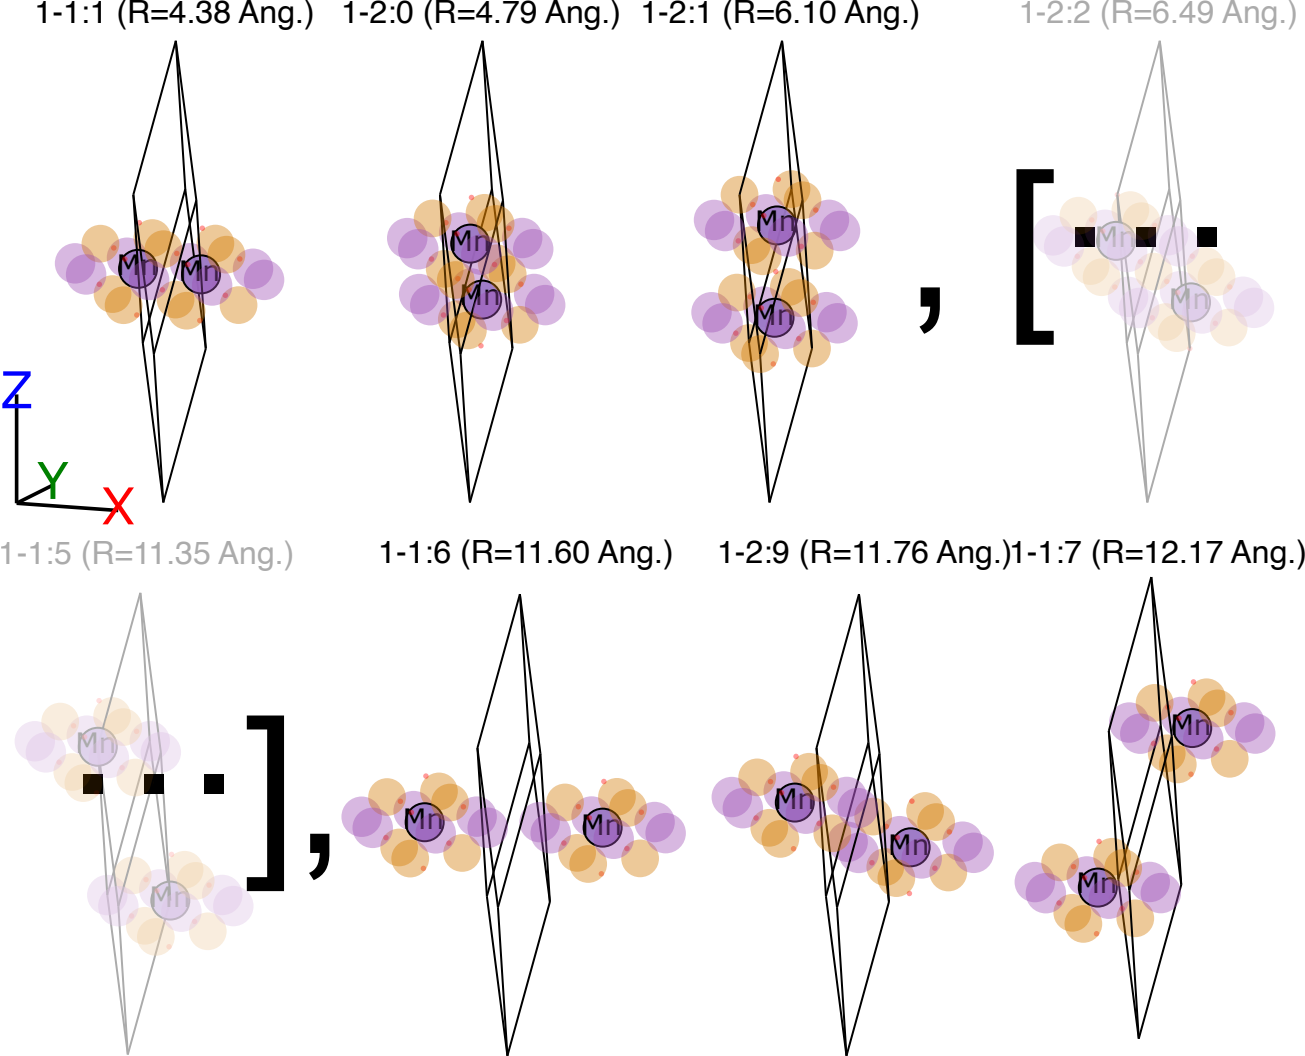 1-1:1 (R=4.38 Ang.) 1-2:0 (R=4.79 Ang.) 1-2:1 (R=6.10 Ang.) 1-2:2 (R=6.49 Ang.)
Mn Mn Mn Mn Mn Mn , [ Mn ... Mn
Z
Y
X
1-1:5 (R=11.35 Ang.) 1-1:6 (R=11.60 Ang.) 1-2:9 (R=11.76 Ang.) 1-1:7 (R=12.17 Ang.)
Mn ... Mn ] , Mn Mn Mn Mn Mn Mn